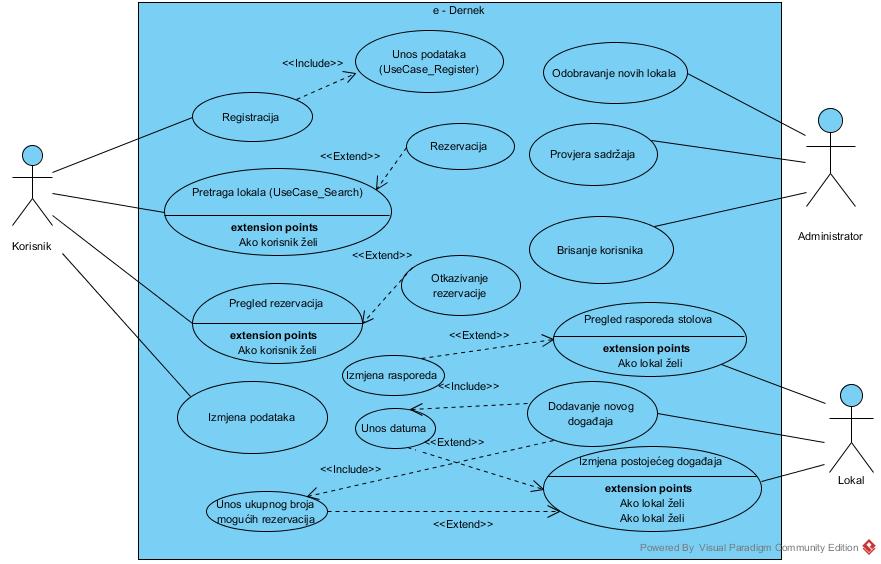 e - Dernek
Unos podataka
(UseCase_Register)
<<Include>>
Odobravanje novih lokala
Registracija
Rezervacija
<<Extend>>
Provjera sadržaja
Pretraga lokala (UseCase_Search)
extension points
Ako korisnik želi
Korisnik
Administrator
<<Extend>>
Brisanje korisnika
Otkazivanje
rezervacije
Pregled rezervacija
extension points
Ako korisnik želi
Pregled rasporeda stolova
extension points
Ako lokal želi
<<Extend>>
Izmjena rasporeda
<<Include>>
Izmjena podataka
Dodavanje novog
događaja
Unos datuma
<<Extend>>
Izmjena postojećeg događaja
extension points
Ako lokal želi
Ako lokal želi
<<Include>>
Lokal
Unos ukupnog broja
mogućih rezervacija
<<Extend>>
Powered By Visual Paradigm Community Edition